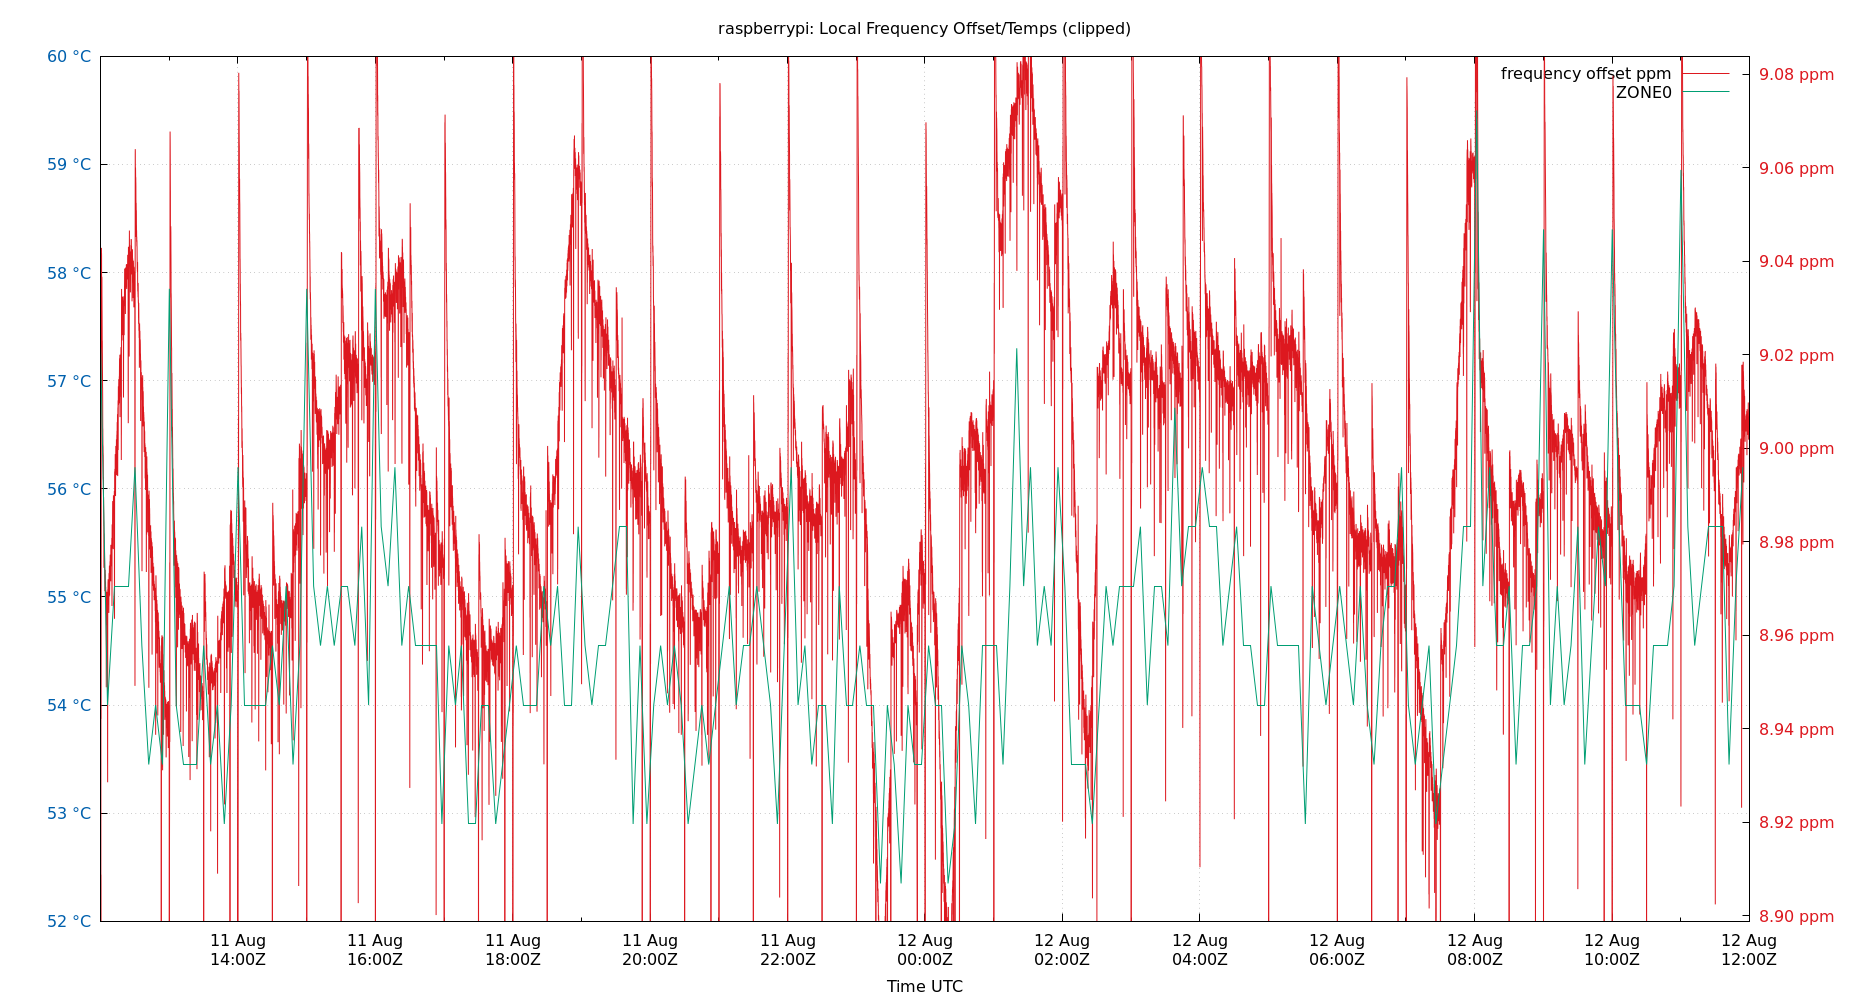 raspberrypi: Local Frequency Offset/Temps (clipped)
60 °C
59 °C
58 °C
57 °C
56 °C
55 °C
54 °C
53 °C
52 °C
frequency offset ppm
ZONE0
9.08 ppm
9.06 ppm
9.04 ppm
9.02 ppm
9.00 ppm
8.98 ppm
8.96 ppm
8.94 ppm
8.92 ppm
8.90 ppm
11 Aug 11 Aug 11 Aug 11 Aug 11 Aug 12 Aug 12 Aug 12 Aug 12 Aug 12 Aug 12 Aug 12 Aug
14:00Z 16:00Z 18:00Z 20:00Z 22:00Z 00:00Z 02:00Z 04:00Z 06:00Z 08:00Z 10:00Z 12:00Z
Time UTC